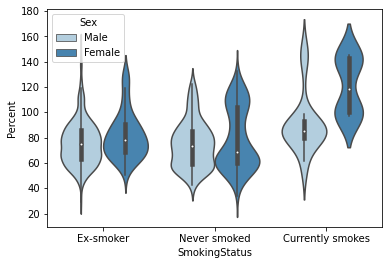 180
160
140
120
100
80
60
40
20
Percent
Sex
Male
Female
Ex-smoker
Never smoked
Currently smokes
SmokingStatus